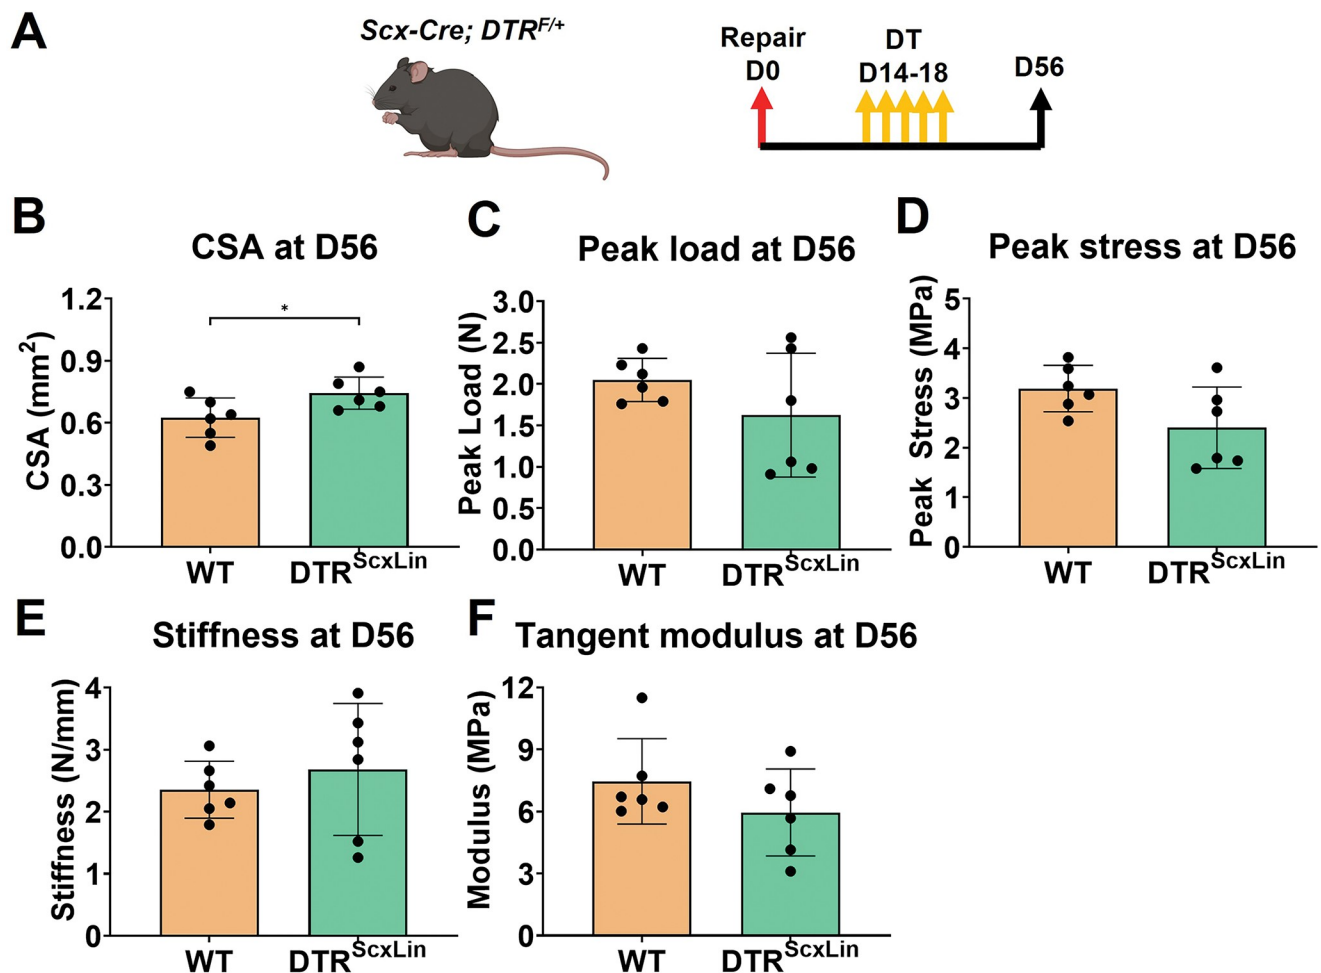 A
Scx-Cre; DTR^F/+
Repair
D0
DT
D14-18
D56
B
CSA at D56
CSA (mm²)
1.2
0.9
0.6
0.3
0.0
*
WT
DTR^ScxLin
C
Peak load at D56
Peak Load (N)
3.0
2.5
2.0
1.5
1.0
0.5
0.0
WT
DTR^ScxLin
D
Peak stress at D56
Peak Stress (MPa)
5
4
3
2
1
0
WT
DTR^ScxLin
E
Stiffness at D56
Stiffness (N/mm)
4
3
2
1
0
WT
DTR^ScxLin
F
Tangent modulus at D56
Modulus (MPa)
12
9
6
3
0
WT
DTR^ScxLin